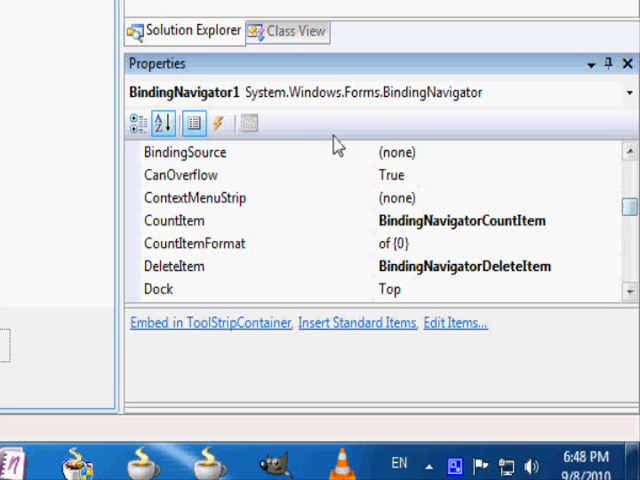 Solution Explorer Class View
Properties
BindingNavigator1 System.Windows.Forms.BindingNavigator
BindingSource (none)
CanOverflow True
ContextMenuStrip (none)
CountItem BindingNavigatorCountItem
CountItemFormat of {0}
DeleteItem BindingNavigatorDeleteItem
Dock Top
Embed in ToolStripContainer, Insert Standard Items, Edit Items...
EN
6:48 PM
9/8/2010